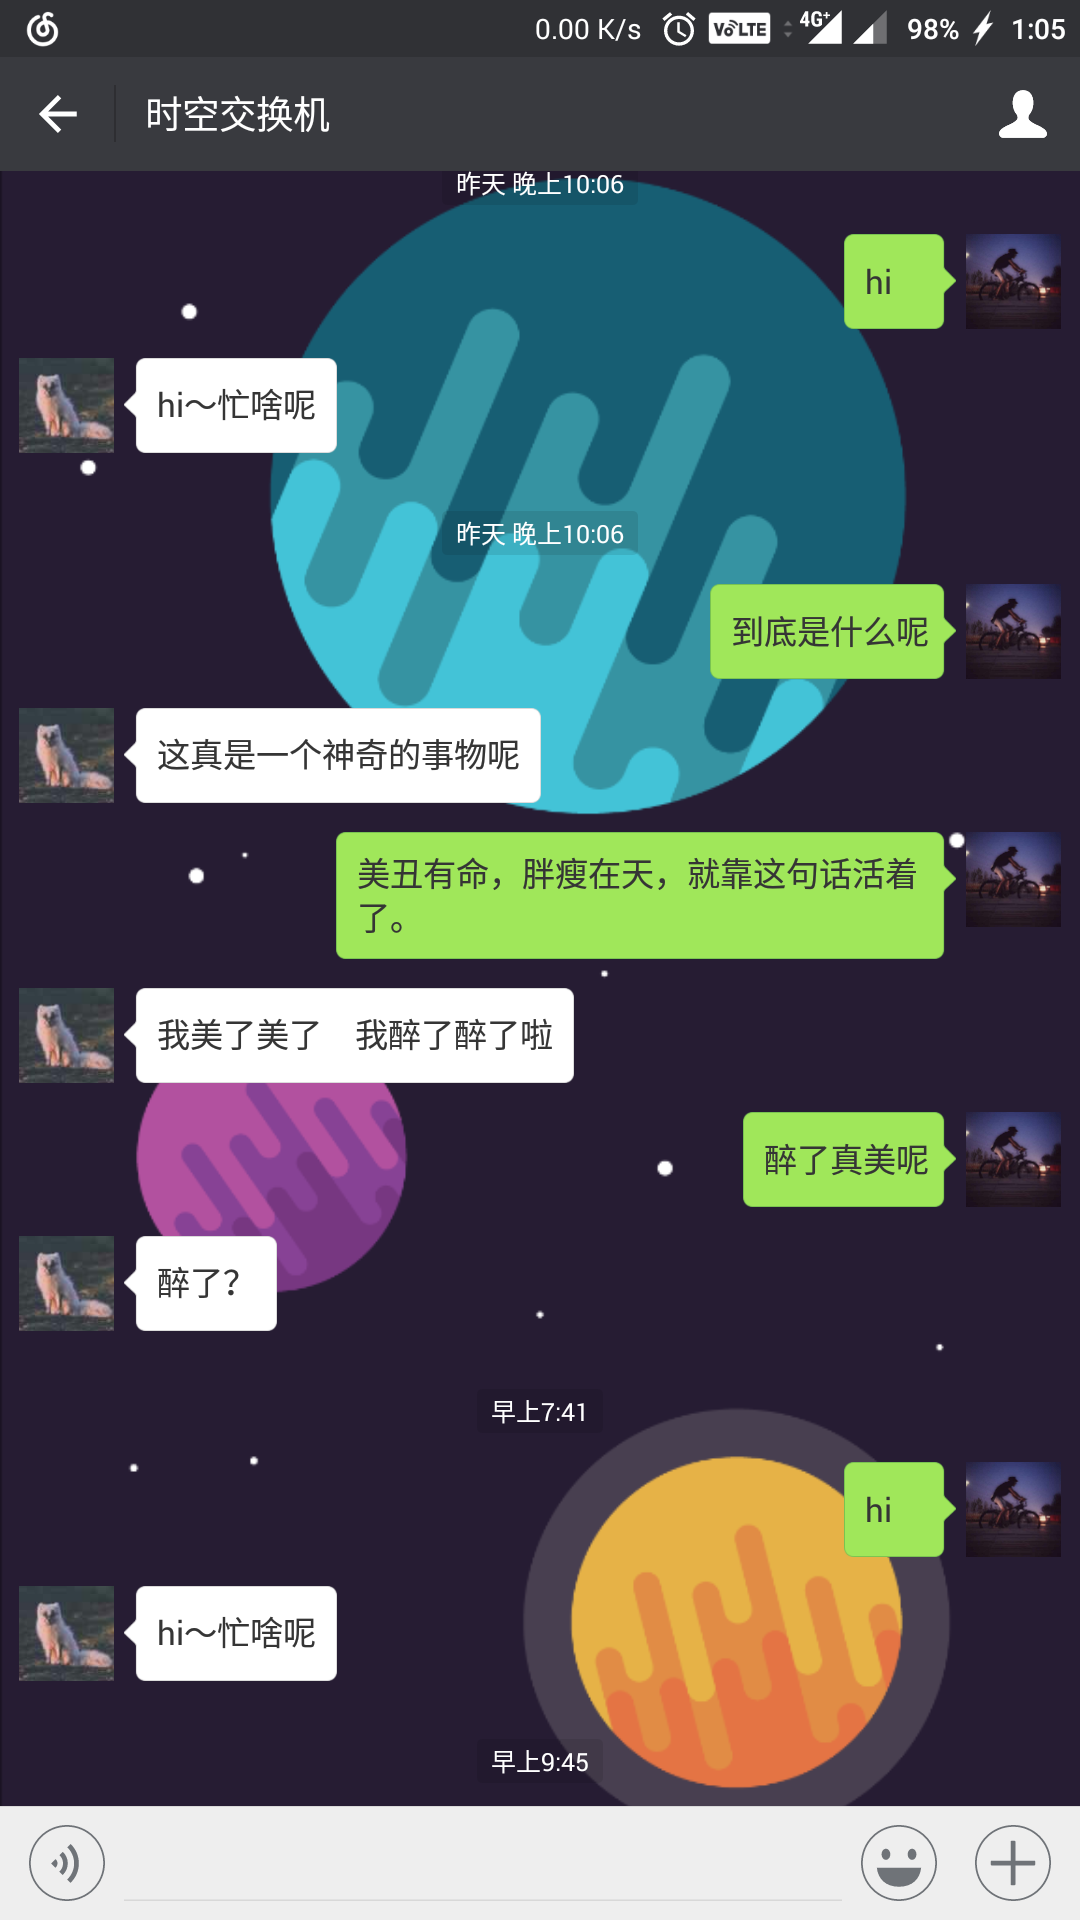 0.00 K/s VoLTE 4G+ 98% 1:05
时空交换机
昨天 晚上10:06
hi
hi～忙啥呢
昨天 晚上10:06
到底是什么呢
这真是一个神奇的事物呢
美丑有命，胖瘦在天，就靠这句话活着
了。
我美了美了　我醉了醉了啦
醉了真美呢
醉了？
早上7:41
hi
hi～忙啥呢
早上9:45